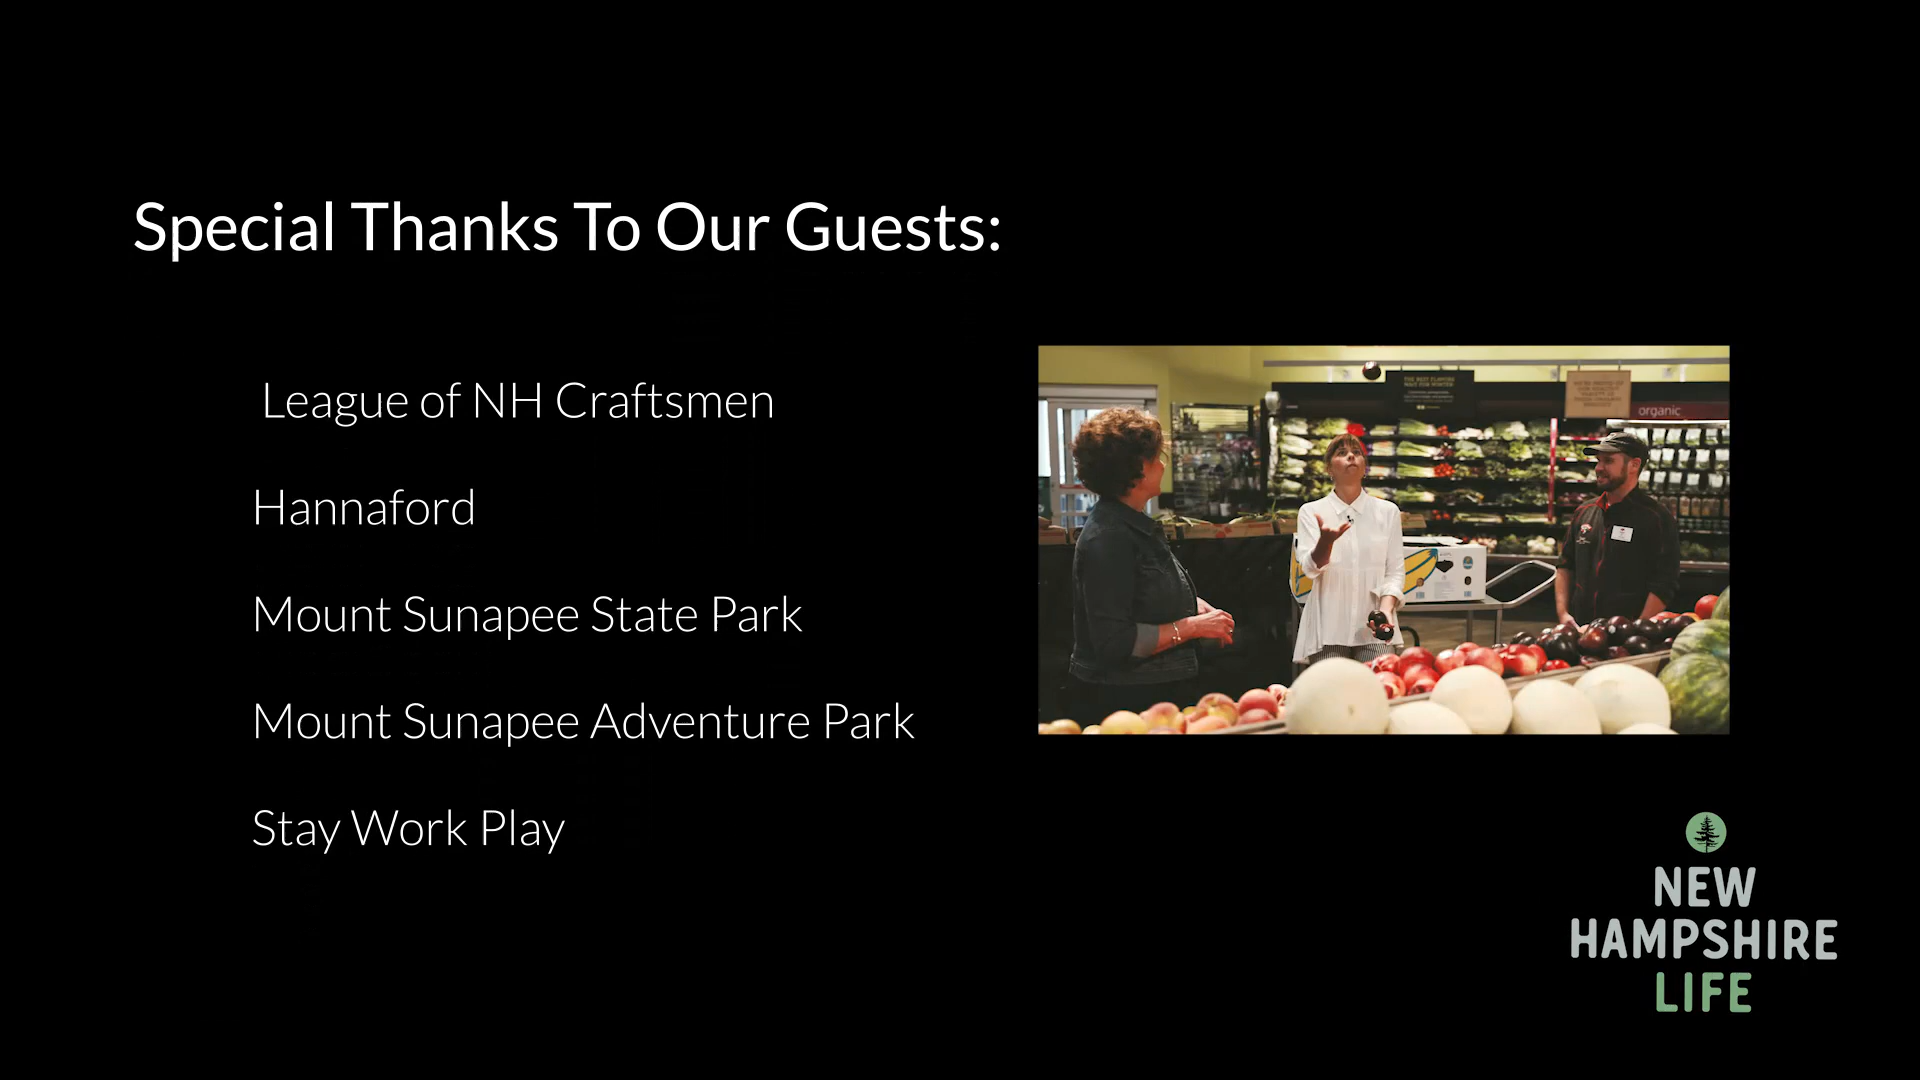 Special Thanks To Our Guests:
League of NH Craftsmen
Hannaford
Mount Sunapee State Park
Mount Sunapee Adventure Park
Stay Work Play
organic
NEW
HAMPSHIRE
LIFE